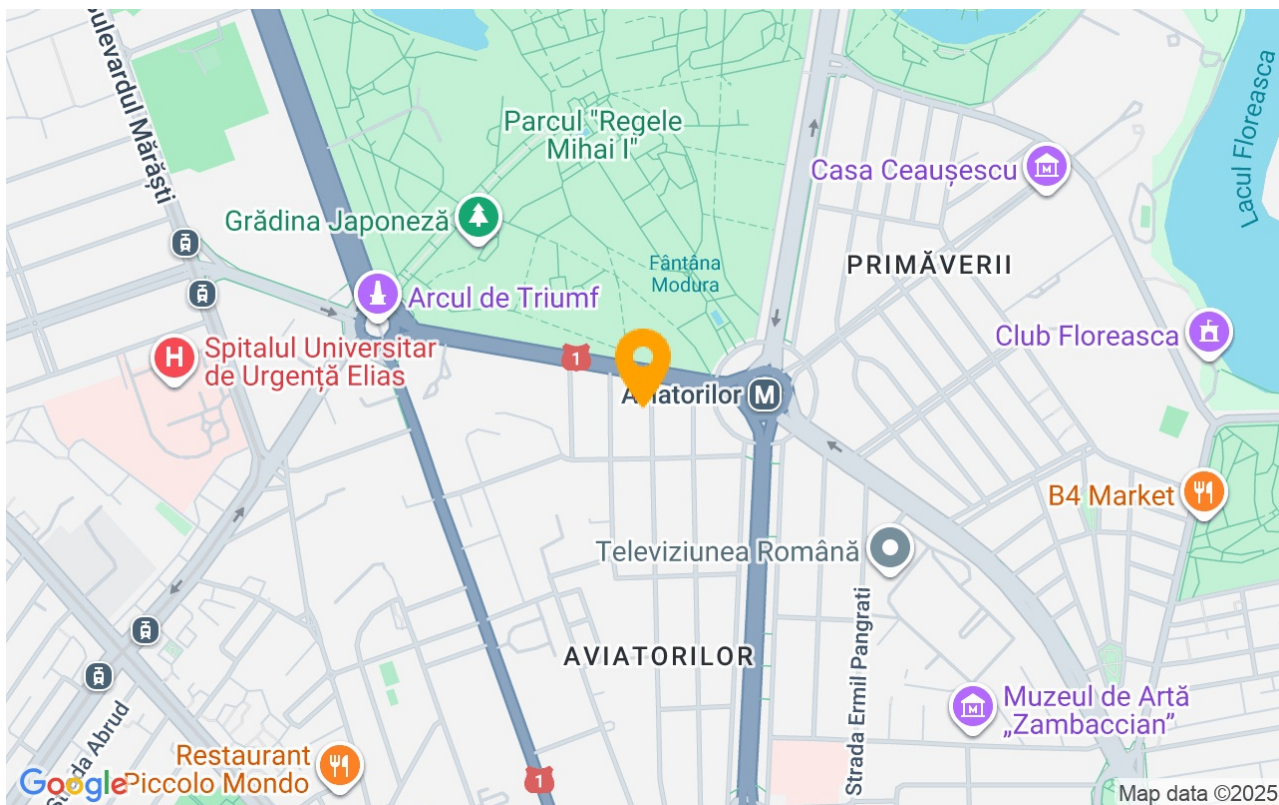 Bulevardul Mărăști
Parcul "Regele
Mihai I"
Casa Ceaușescu
Lacul Floreasca
Grădina Japoneză
Fântâna
Modura
PRIMĂVERII
Arcul de Triumf
Club Floreasca
H
Spitalul Universitar
de Urgență Elias
1
Aviatorilor
M
B4 Market
Televiziunea Română
Strada Ermil Pangrati
AVIATORILOR
Muzeul de Artă
„Zambaccian”
Strada Abrud
Restaurant
Piccolo Mondo
1
Google
Map data ©2025